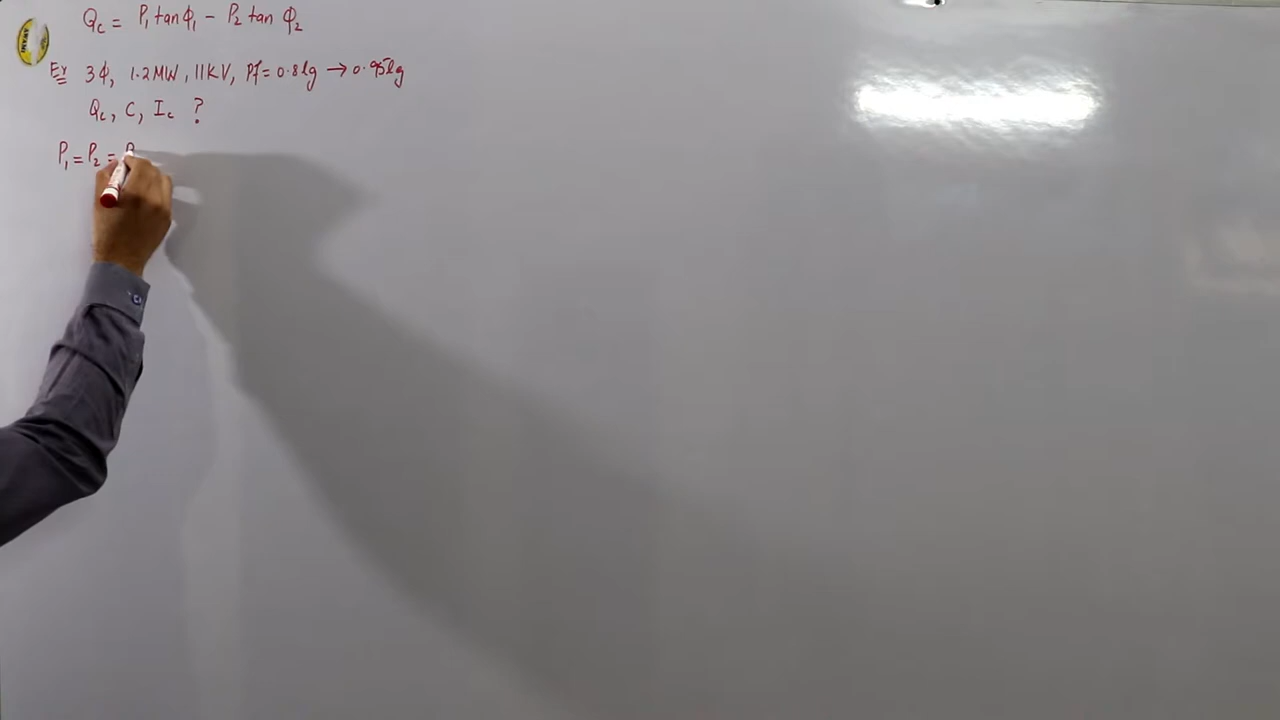 Qc = P₁ tan ϕ₁ - P₂ tan ϕ₂
Ex 3ϕ, 1.2MW, 11KV, Pf = 0.8 lg → 0.95 lg
Qc, C, Ic ?
P₁ = P₂ = P